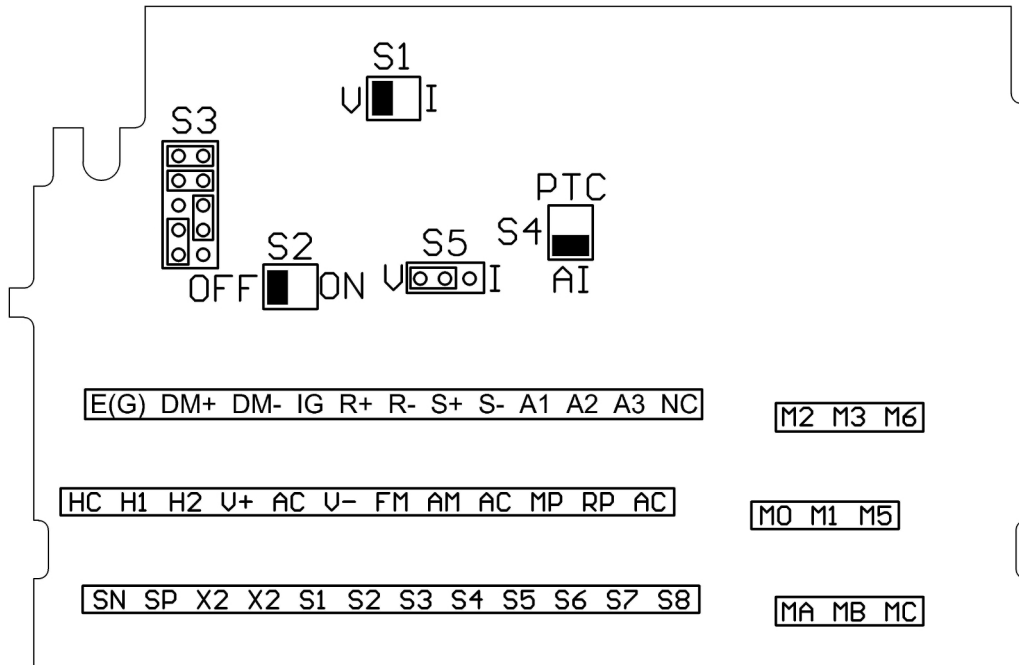 S1
V I
S3
PTC
S4
AI
S2
OFF ON
S5
V I
E(G) DM+ DM- IG R+ R- S+ S- A1 A2 A3 NC
M2 M3 M6
HC H1 H2 V+ AC V- FM AM AC MP RP AC
M0 M1 M5
SN SP X2 X2 S1 S2 S3 S4 S5 S6 S7 S8
MA MB MC